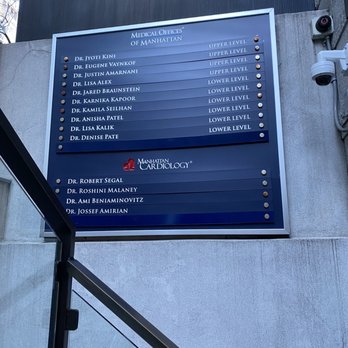 MEDICAL OFFICES
OF MANHATTAN
DR. JYOTI KINI UPPER LEVEL
DR. EUGENE VAYNKOF UPPER LEVEL
DR. JUSTIN AMARNANI UPPER LEVEL
DR. LISA ALEX LOWER LEVEL
DR. JARED BRAUNSTEIN LOWER LEVEL
DR. KARNIKA KAPOOR LOWER LEVEL
DR. KAMILA SEILHAN LOWER LEVEL
DR. ANISHA PATEL LOWER LEVEL
DR. LISA KALIK LOWER LEVEL
DR. DENISE PATE
MANHATTAN
CARDIOLOGY®
DR. ROBERT SEGAL
DR. ROSHINI MALANEY
DR. AMI BENIAMINOVITZ
DR. JOSSEF AMIRIAN